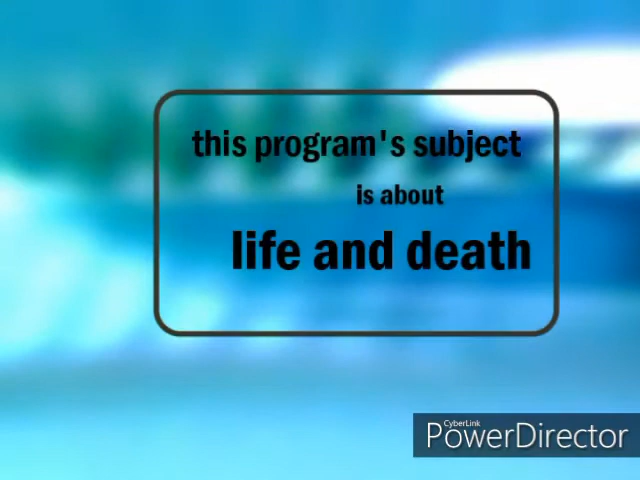 this program's subject
is about
life and death
CyberLink
PowerDirector